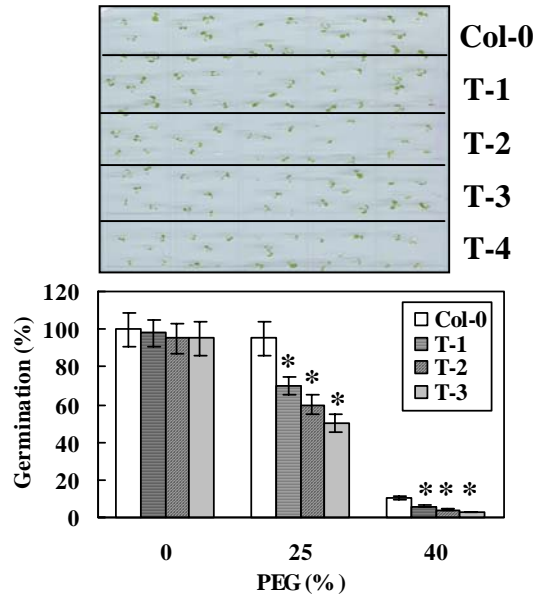 Col-0
T-1
T-2
T-3
T-4
Germination (%)
120
100
80
60
40
20
0
Col-0
T-1
T-2
T-3
* * *
* * *
0 25 40
PEG (%)